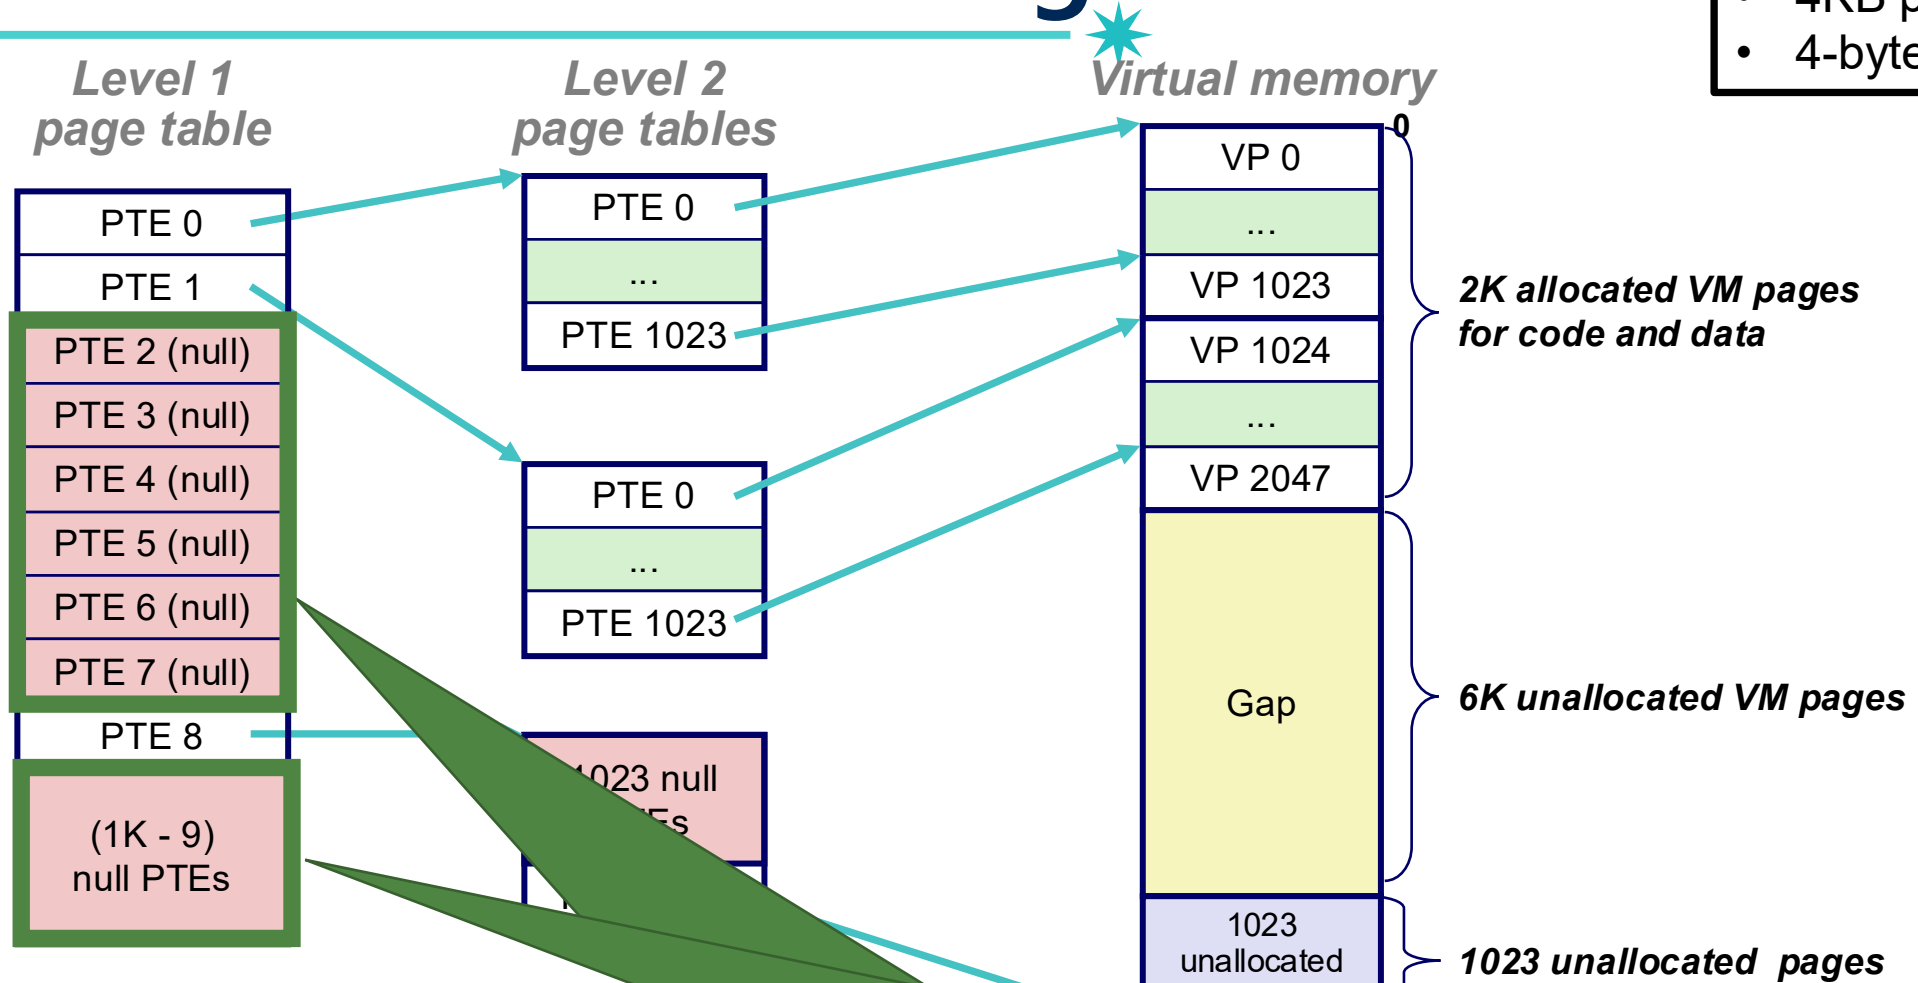 4KB
4-byte
Level 1
page table
Level 2
page tables
Virtual memory
0
PTE 0
PTE 1
PTE 2 (null)
PTE 3 (null)
PTE 4 (null)
PTE 5 (null)
PTE 6 (null)
PTE 7 (null)
PTE 8
(1K - 9)
null PTEs
PTE 0
...
PTE 1023
PTE 0
...
PTE 1023
1023 null
VP 0
...
VP 1023
VP 1024
...
VP 2047
Gap
1023
unallocated
2K allocated VM pages
for code and data
6K unallocated VM pages
1023 unallocated pages